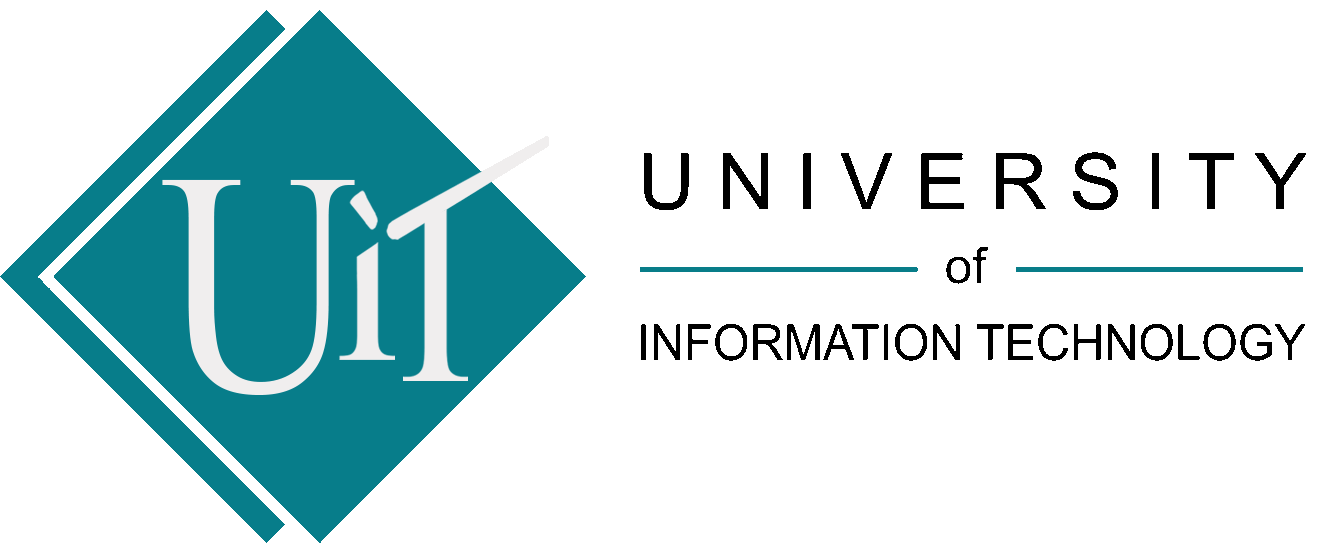 UiT
UNIVERSITY
of
INFORMATION TECHNOLOGY